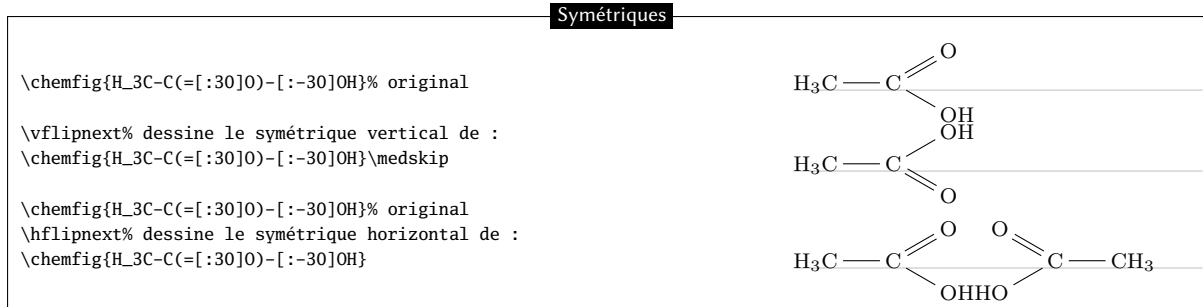 Symétriques
\chemfig{H_3C-C(=[:30]O)-[:-30]OH}% original
\vflipnext% dessine le symétrique vertical de :
\chemfig{H_3C-C(=[:30]O)-[:-30]OH}\medskip
\chemfig{H_3C-C(=[:30]O)-[:-30]OH}% original
\hflipnext% dessine le symétrique horizontal de :
\chemfig{H_3C-C(=[:30]O)-[:-30]OH}
O
H₃C C
OH
OH
H₃C C
O
O O
H₃C C C CH₃
OHHO